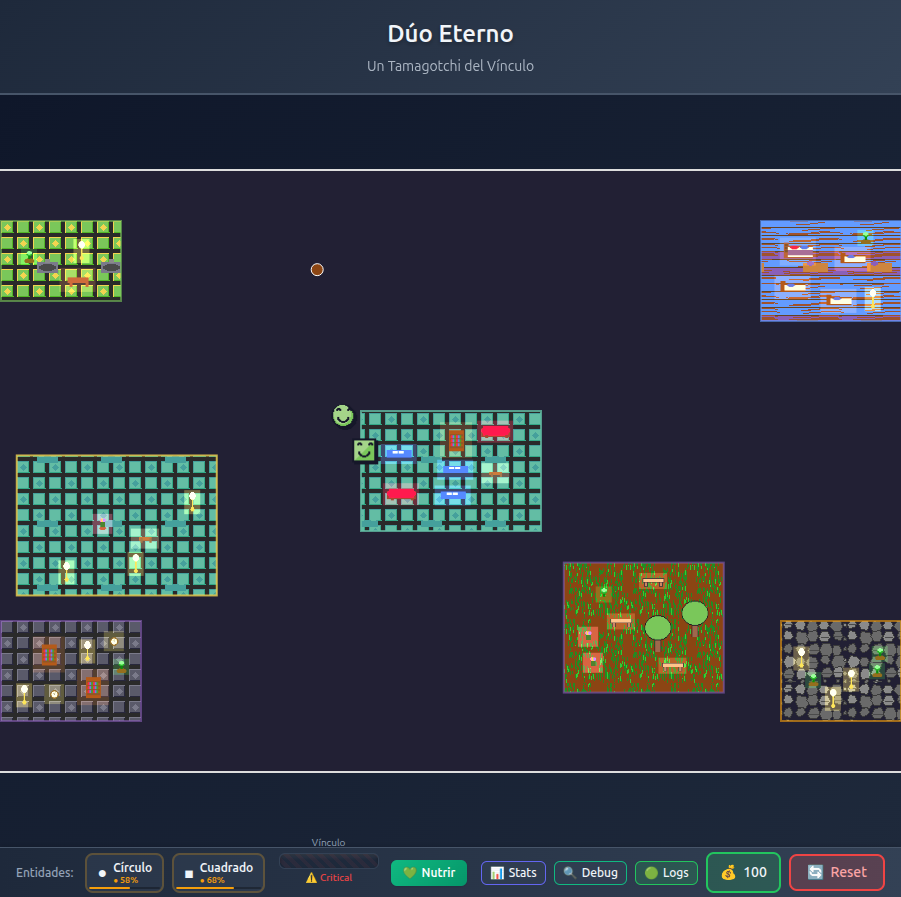 Dúo Eterno
Un Tamagotchi del Vínculo
Vínculo
Entidades:
● Círculo
● 58%
■ Cuadrado
● 68%
⚠️ Critical
💚 Nutrir
📊 Stats
🔍 Debug
🟢 Logs
💰 100
🔄 Reset